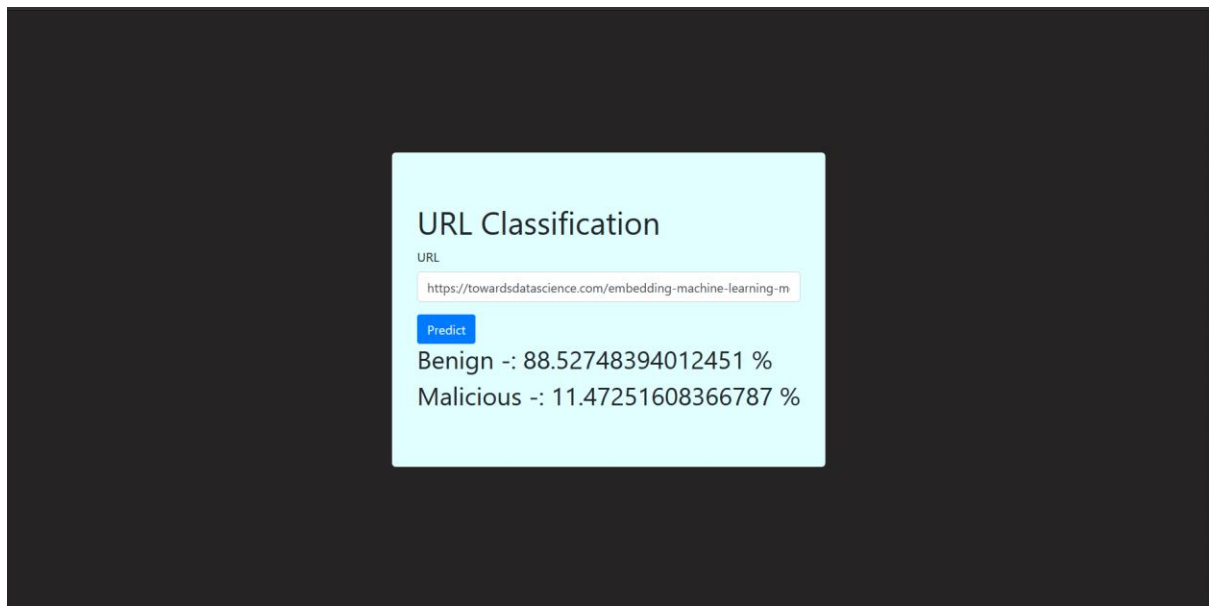 URL Classification
URL
https://towardsdatascience.com/embedding-machine-learning-m
Predict
Benign -: 88.52748394012451 %
Malicious -: 11.47251608366787 %